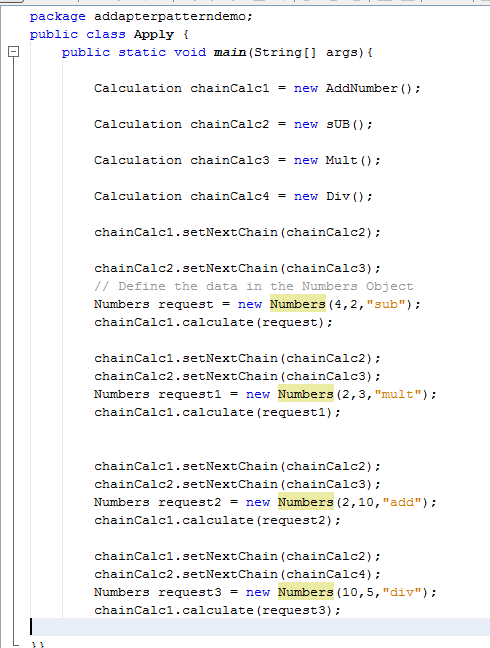 package addapterpatterndemo;
public class Apply {
public static void main(String[] args){
Calculation chainCalc1 = new AddNumber();
Calculation chainCalc2 = new sUB();
Calculation chainCalc3 = new Mult();
Calculation chainCalc4 = new Div();
chainCalc1.setNextChain(chainCalc2);
chainCalc2.setNextChain(chainCalc3);
// Define the data in the Numbers Object
Numbers request = new Numbers(4,2,"sub");
chainCalc1.calculate(request);
chainCalc1.setNextChain(chainCalc2);
chainCalc2.setNextChain(chainCalc3);
Numbers request1 = new Numbers(2,3,"mult");
chainCalc1.calculate(request1);
chainCalc1.setNextChain(chainCalc2);
chainCalc2.setNextChain(chainCalc3);
Numbers request2 = new Numbers(2,10,"add");
chainCalc1.calculate(request2);
chainCalc1.setNextChain(chainCalc2);
chainCalc2.setNextChain(chainCalc4);
Numbers request3 = new Numbers(10,5,"div");
chainCalc1.calculate(request3);
}}